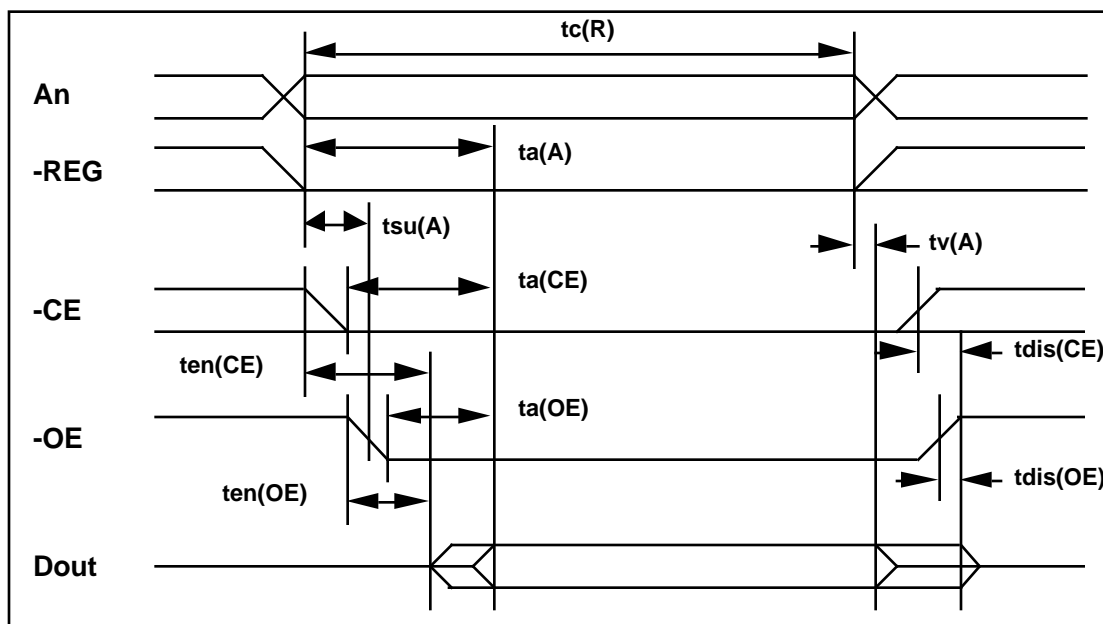 tc(R)
An
ta(A)
-REG
tsu(A)
tv(A)
ta(CE)
-CE
ten(CE)
tdis(CE)
ta(OE)
-OE
ten(OE)
tdis(OE)
Dout